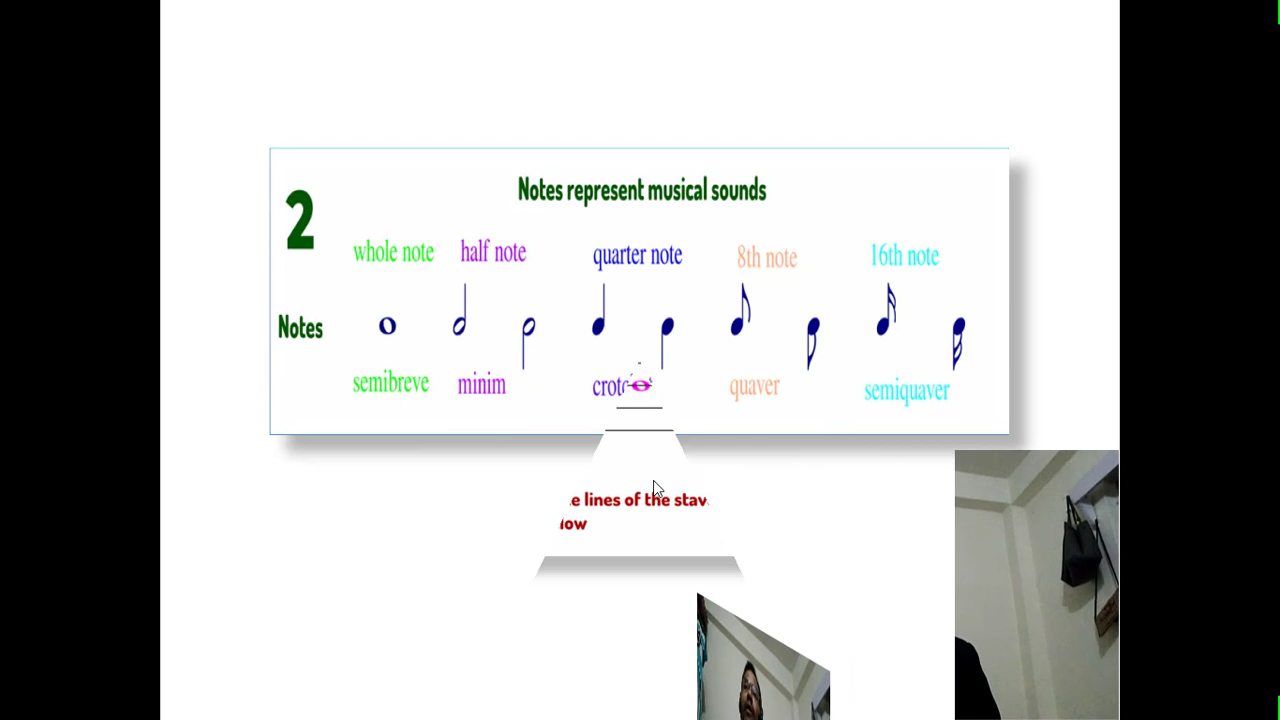 Notes represent musical sounds
2
whole note half note quarter note 8th note 16th note
Notes
semibreve minim quaver semiquaver
lines of the